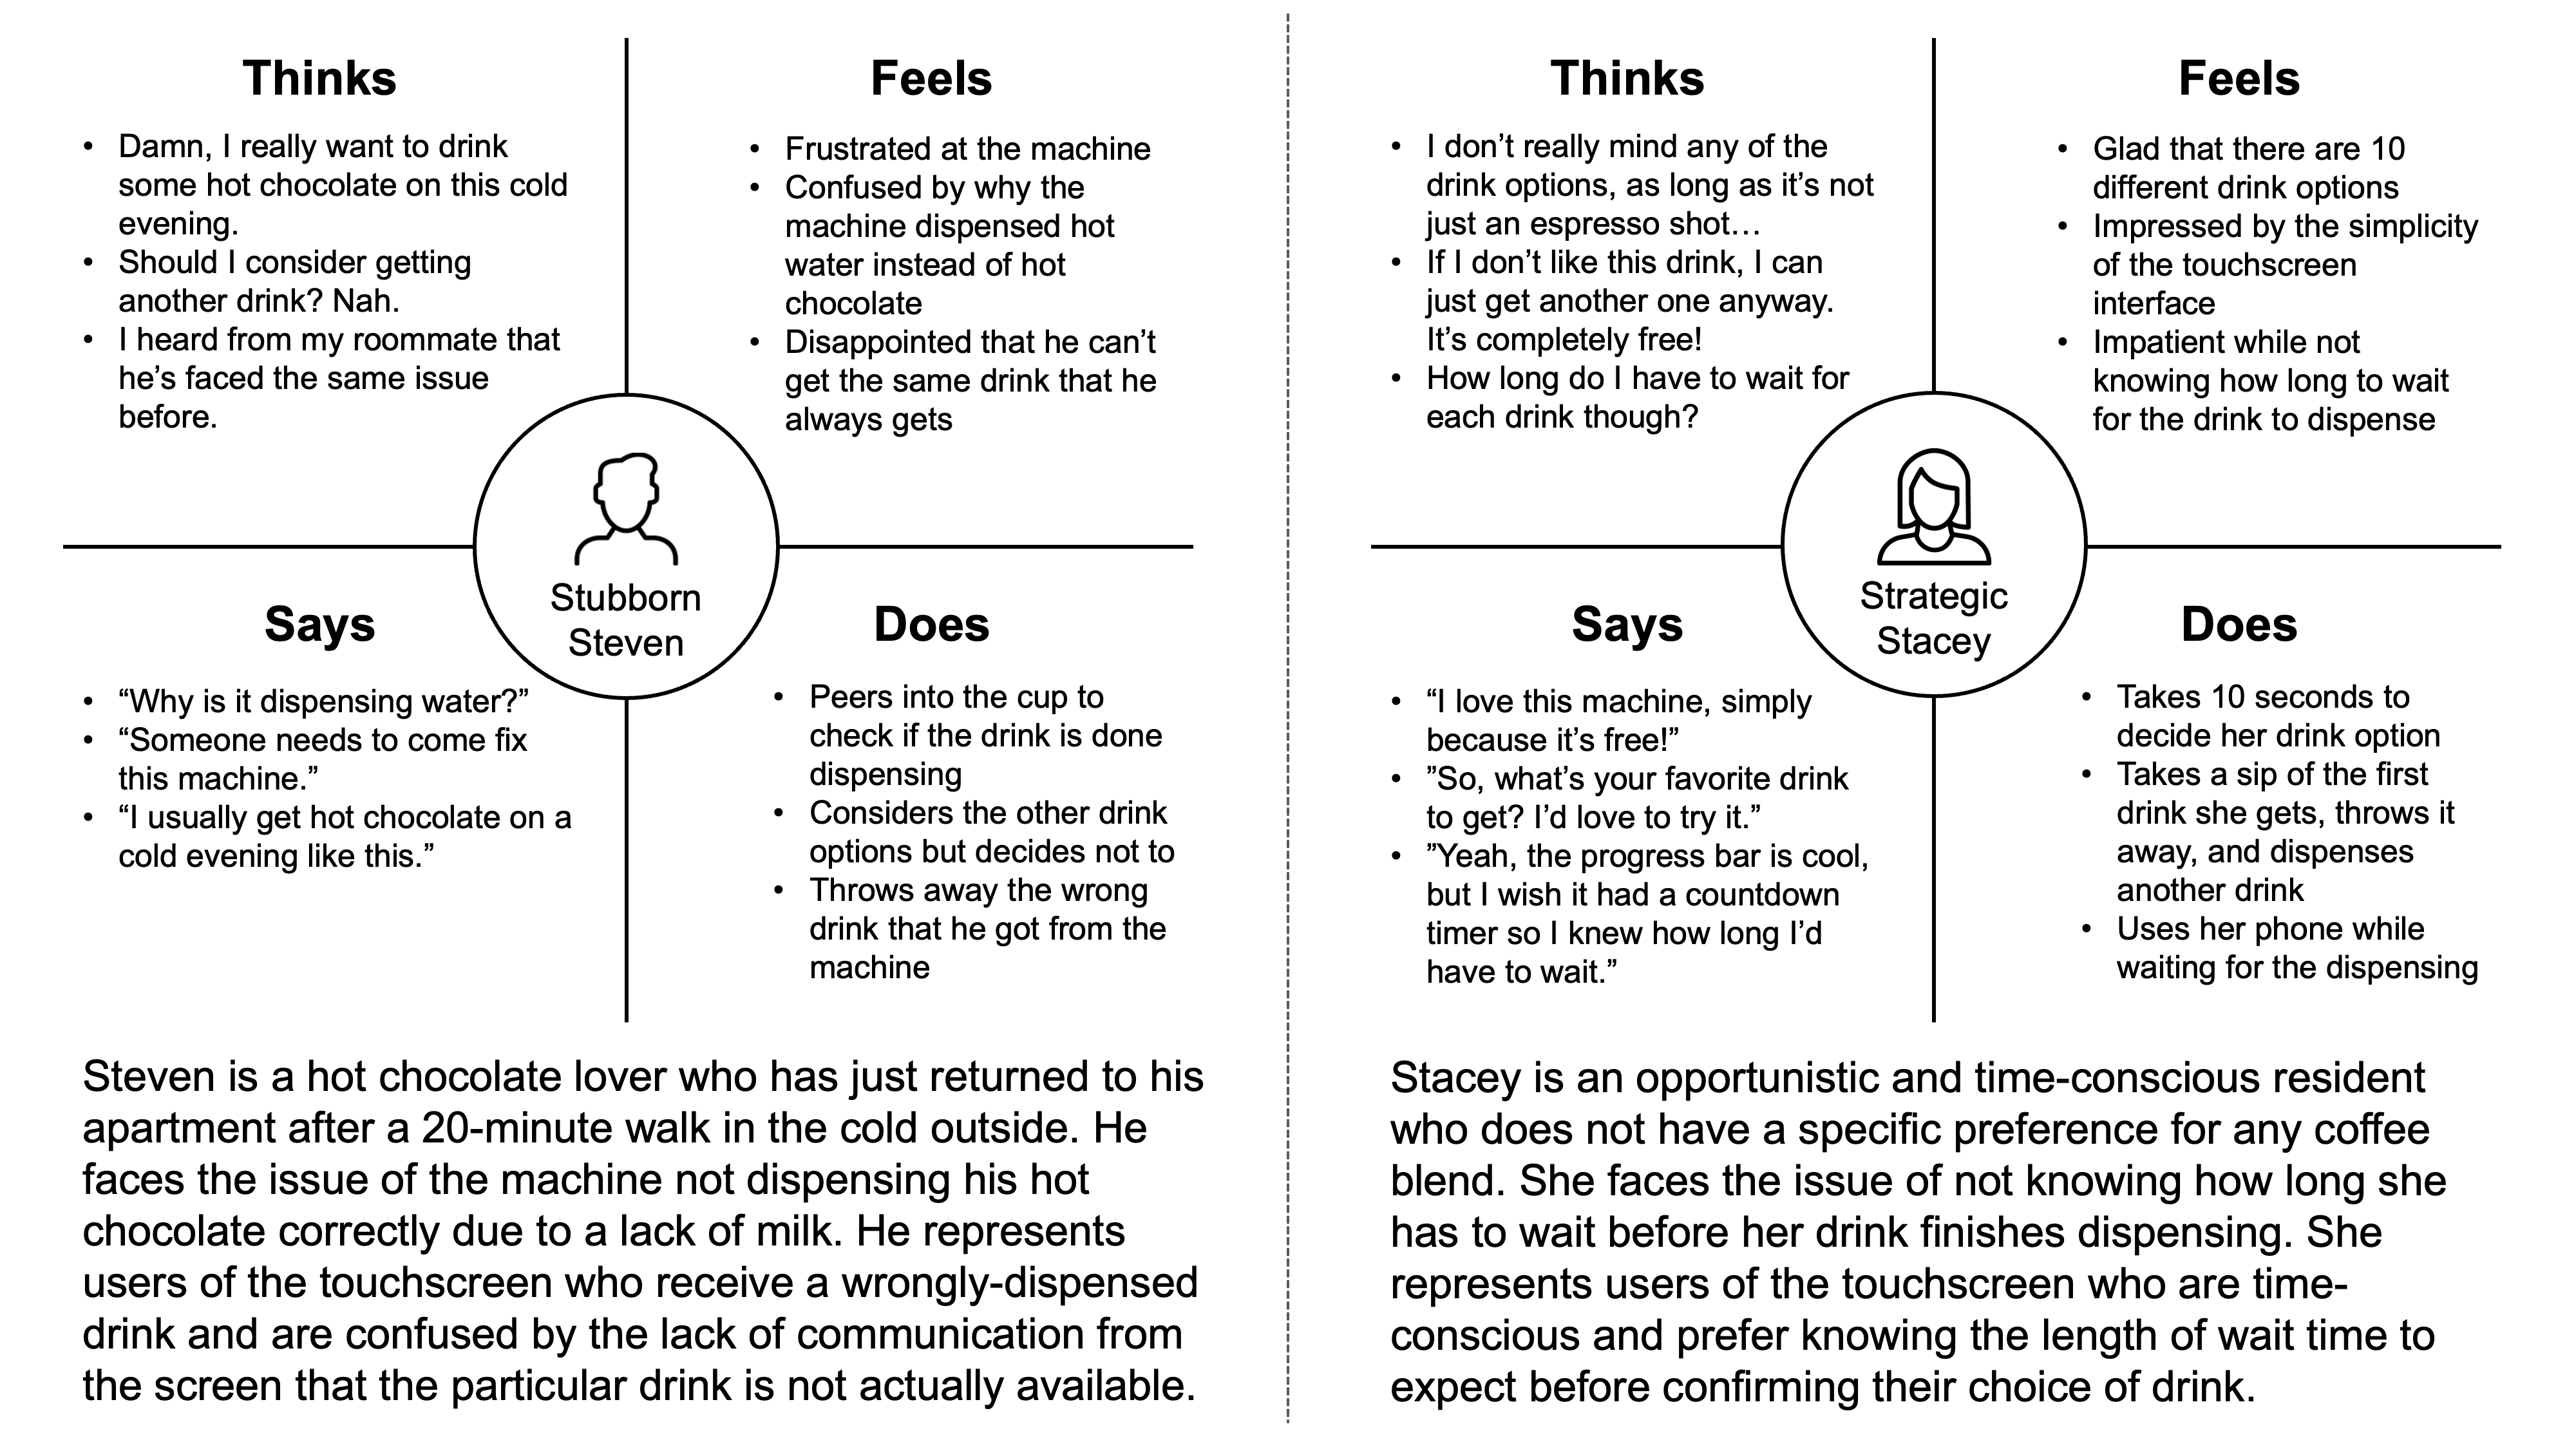 Thinks
• Damn, I really want to drink
some hot chocolate on this cold
evening.
• Should I consider getting
another drink? Nah.
• I heard from my roommate that
he’s faced the same issue
before.
Feels
• Frustrated at the machine
• Confused by why the
machine dispensed hot
water instead of hot
chocolate
• Disappointed that he can’t
get the same drink that he
always gets
Stubborn
Steven
Says
• “Why is it dispensing water?”
• “Someone needs to come fix
this machine.”
• “I usually get hot chocolate on a
cold evening like this.”
Does
• Peers into the cup to
check if the drink is done
dispensing
• Considers the other drink
options but decides not to
• Throws away the wrong
drink that he got from the
machine
Steven is a hot chocolate lover who has just returned to his
apartment after a 20-minute walk in the cold outside. He
faces the issue of the machine not dispensing his hot
chocolate correctly due to a lack of milk. He represents
users of the touchscreen who receive a wrongly-dispensed
drink and are confused by the lack of communication from
the screen that the particular drink is not actually available.
Thinks
• I don’t really mind any of the
drink options, as long as it’s not
just an espresso shot…
• If I don’t like this drink, I can
just get another one anyway.
It’s completely free!
• How long do I have to wait for
each drink though?
Feels
• Glad that there are 10
different drink options
• Impressed by the simplicity
of the touchscreen
interface
• Impatient while not
knowing how long to wait
for the drink to dispense
Strategic
Stacey
Says
• “I love this machine, simply
because it’s free!”
• ”So, what’s your favorite drink
to get? I’d love to try it.”
• ”Yeah, the progress bar is cool,
but I wish it had a countdown
timer so I knew how long I’d
have to wait.”
Does
• Takes 10 seconds to
decide her drink option
• Takes a sip of the first
drink she gets, throws it
away, and dispenses
another drink
• Uses her phone while
waiting for the dispensing
Stacey is an opportunistic and time-conscious resident
who does not have a specific preference for any coffee
blend. She faces the issue of not knowing how long she
has to wait before her drink finishes dispensing. She
represents users of the touchscreen who are time-
conscious and prefer knowing the length of wait time to
expect before confirming their choice of drink.